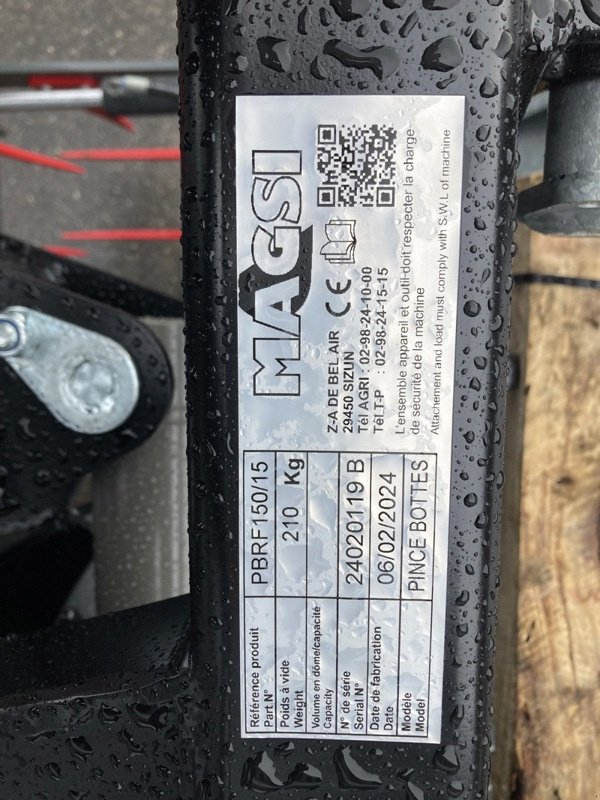 MAGSI
CE
Z-A DE BEL AIR
29450 SIZUN
Tél AGRI : 02-98-24-10-00
Tél T-P : 02-98-24-15-15
L'ensemble appareil et outil doit respecter la charge
de sécurité de la machine
Attachement and load must comply with S.W.L of machine
Référence produit
Part N° PBRF150/15
Poids à vide
Weight 210 Kg
Volume en dôme/capacité
Capacity
N° de série
Serial N° 240201119 B
Date de fabrication
Date 06/02/2024
Modèle
Model PINCE BOTTES